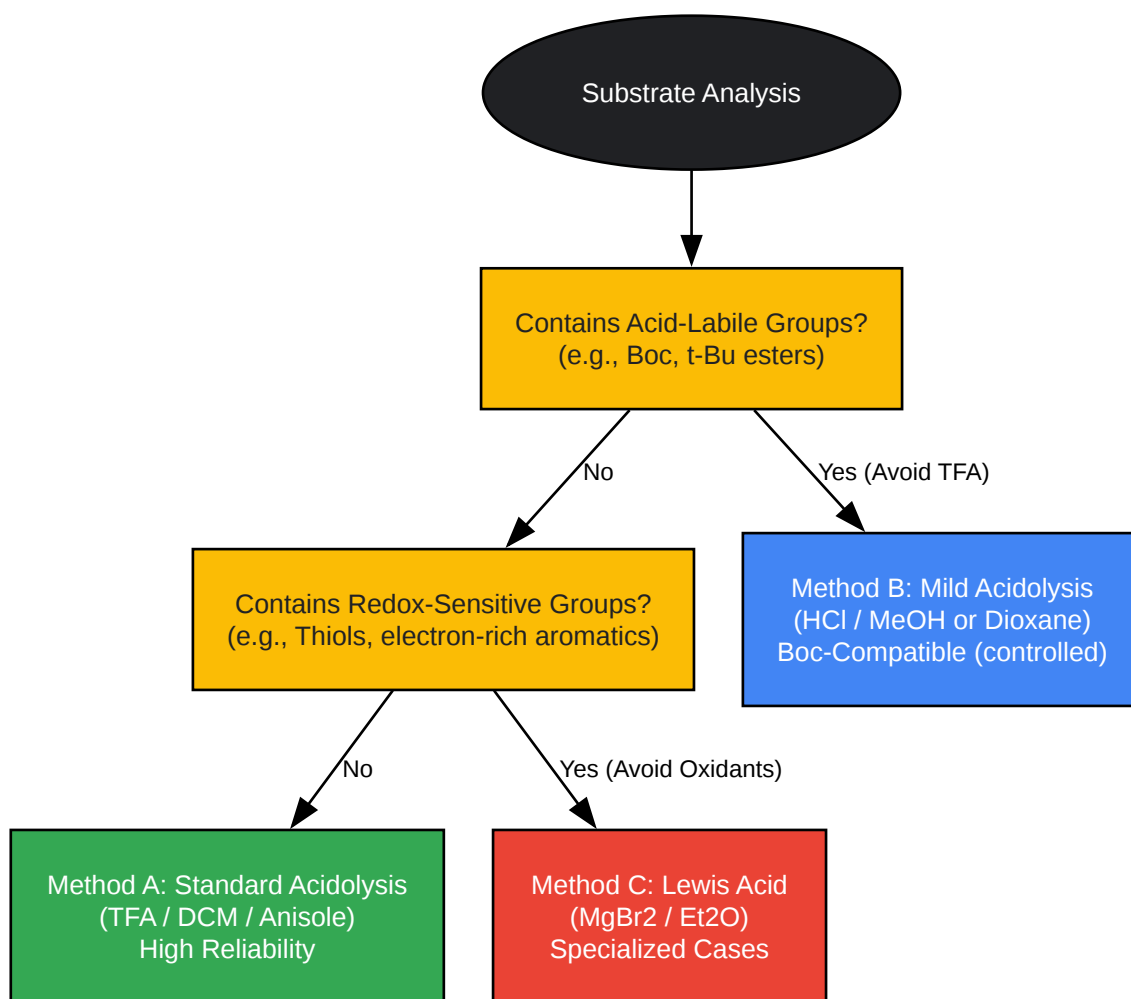 Substrate Analysis
Contains Acid-Labile Groups?
(e.g., Boc, t-Bu esters)
No
Yes (Avoid TFA)
Contains Redox-Sensitive Groups?
(e.g., Thiols, electron-rich aromatics)
Method B: Mild Acidolysis
(HCl / MeOH or Dioxane)
Boc-Compatible (controlled)
No
Yes (Avoid Oxidants)
Method A: Standard Acidolysis
(TFA / DCM / Anisole)
High Reliability
Method C: Lewis Acid
(MgBr2 / Et2O)
Specialized Cases